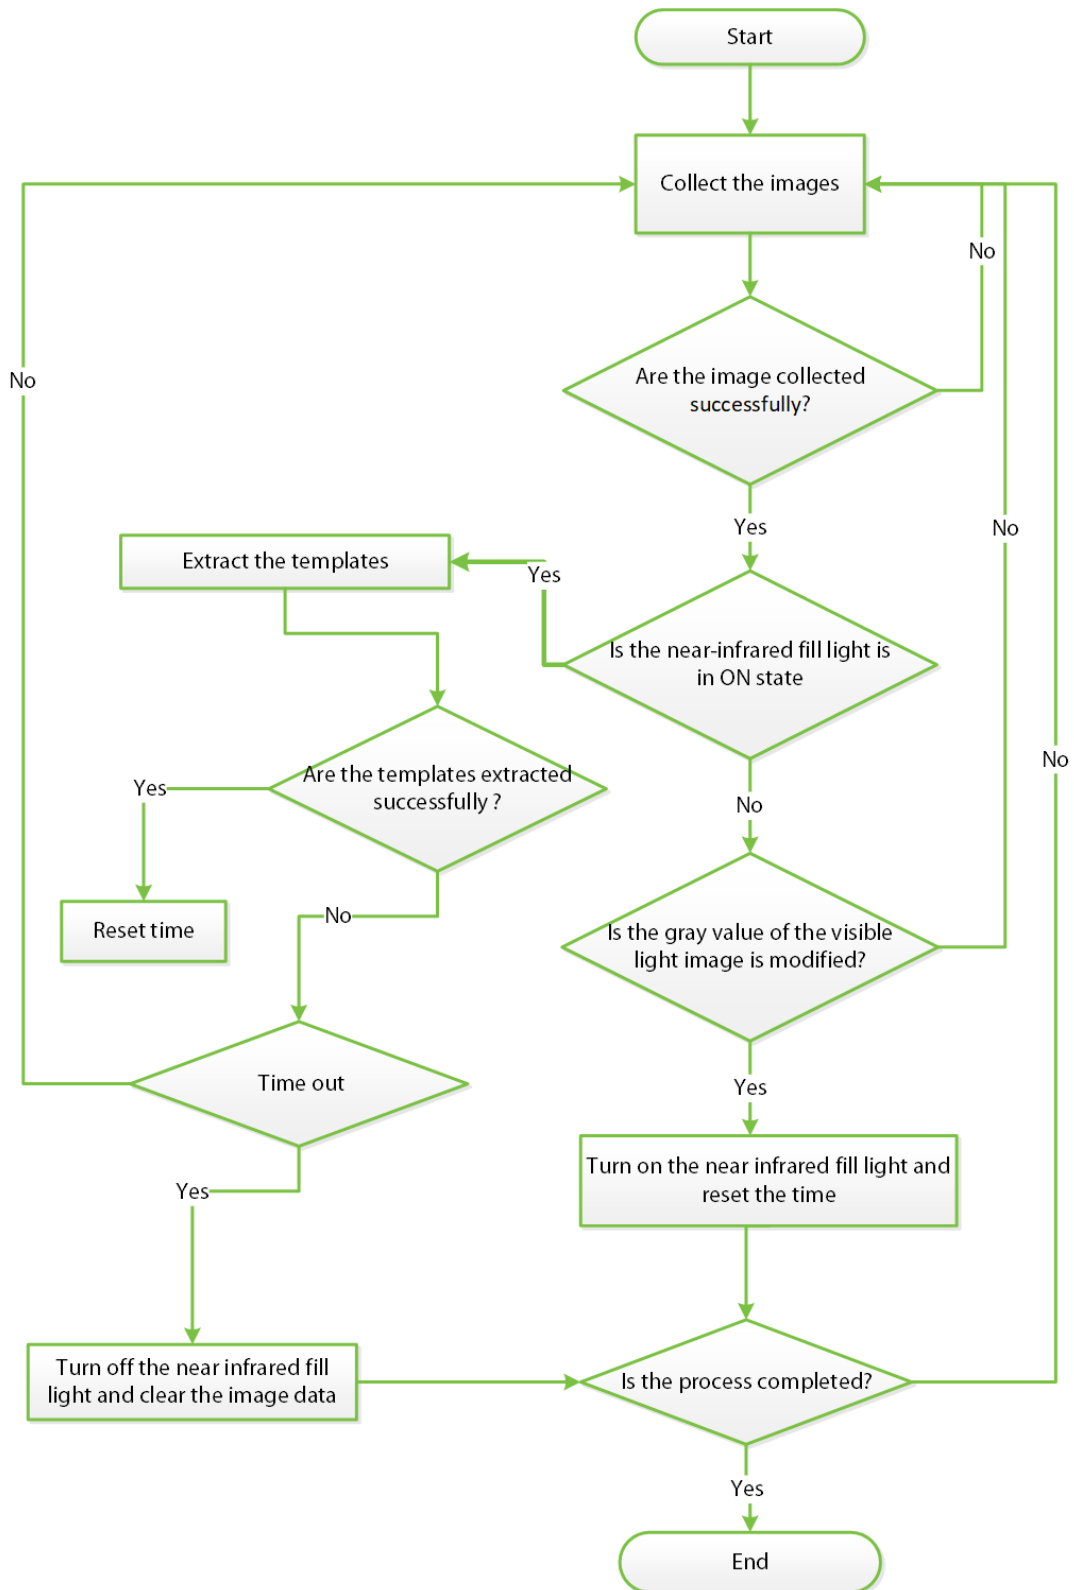 Start
Collect the images
No
Are the image collected
successfully?
No
Yes
No
Extract the templates
Yes
Is the near-infrared fill light is
in ON state
Are the templates extracted
successfully ?
Yes
No
No
Reset time
No
Is the gray value of the visible
light image is modified?
Time out
Yes
Turn on the near infrared fill light and
reset the time
Yes
Turn off the near infrared fill
light and clear the image data
Is the process completed?
Yes
End